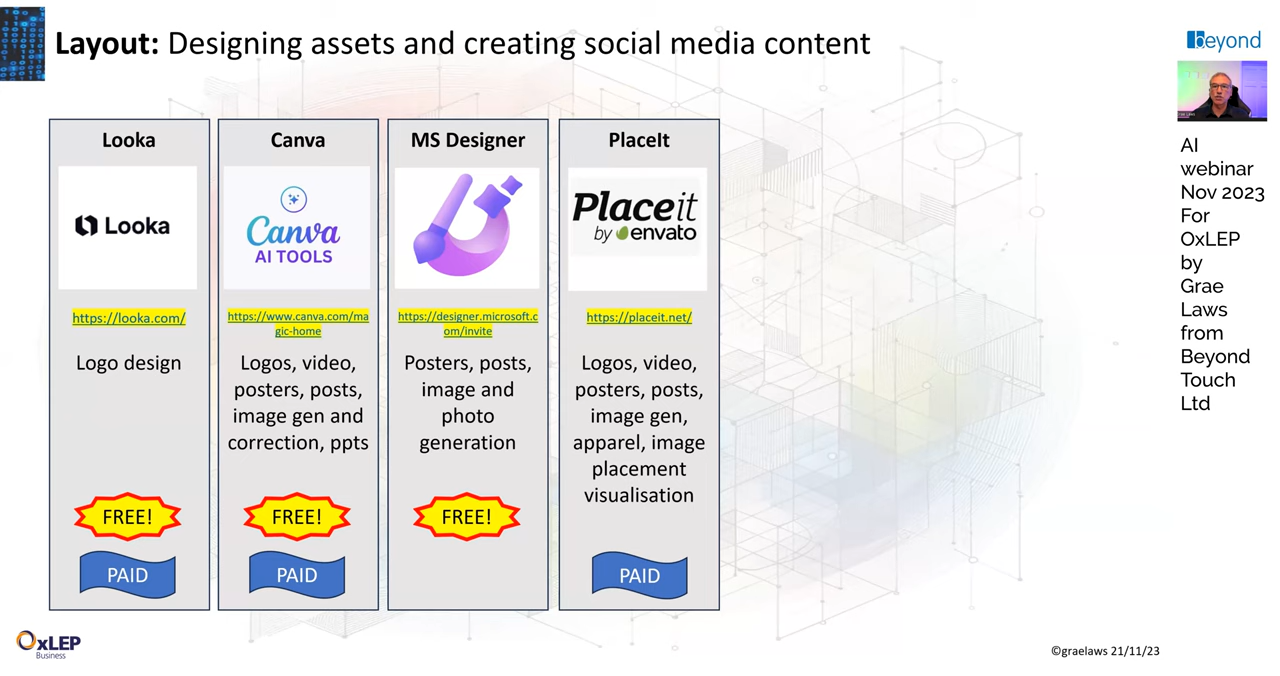 Layout: Designing assets and creating social media content
Looka
Looka
https://looka.com/
Logo design
FREE!
PAID
Canva
Canva
AI TOOLS
https://www.canva.com/ma
gic-home
Logos, video,
posters, posts,
image gen and
correction, ppts
FREE!
PAID
MS Designer
https://designer.microsoft.c
om/invite
Posters, posts,
image and
photo
generation
FREE!
PlaceIt
Placeit
by envato
https://placeit.net/
Logos, video,
posters, posts,
image gen,
apparel, image
placement
visualisation
PAID
beyond
AI
webinar
Nov 2023
For
OxLEP
by
Grae
Laws
from
Beyond
Touch
Ltd
OxLEP
Business
©graelaws 21/11/23